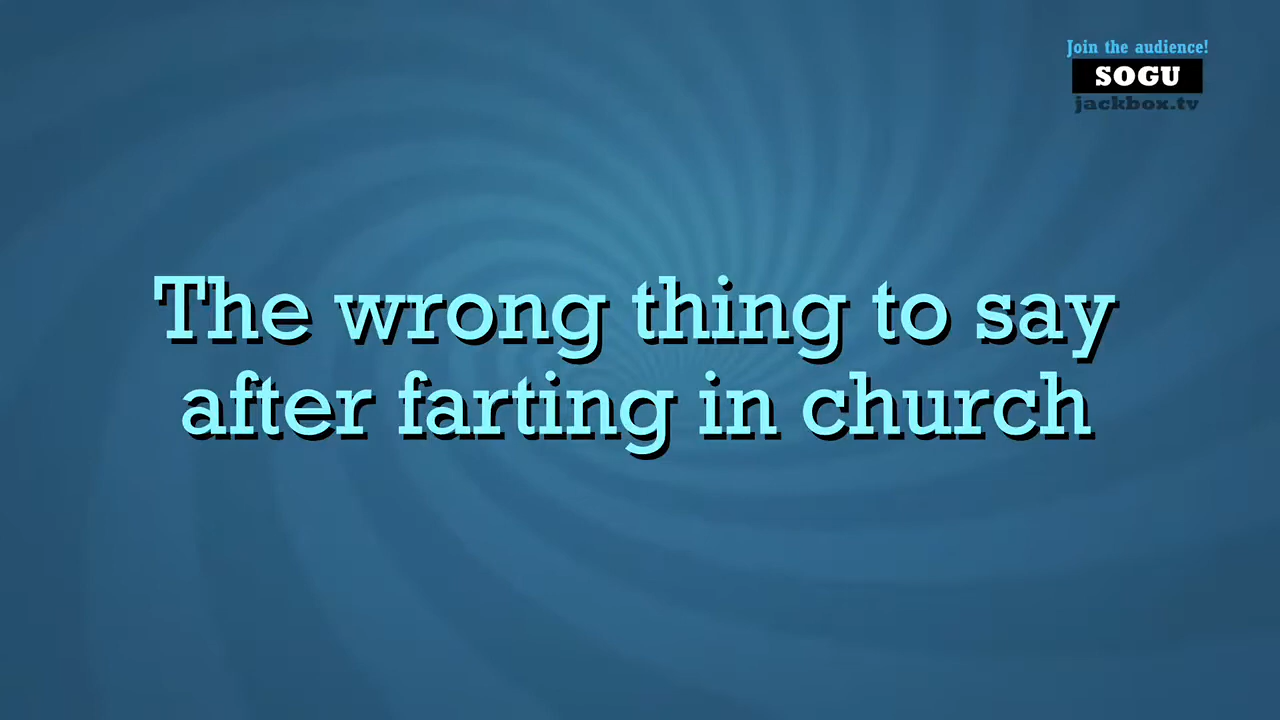 Join the audience!
SOGU
jackbox.tv
The wrong thing to say
after farting in church